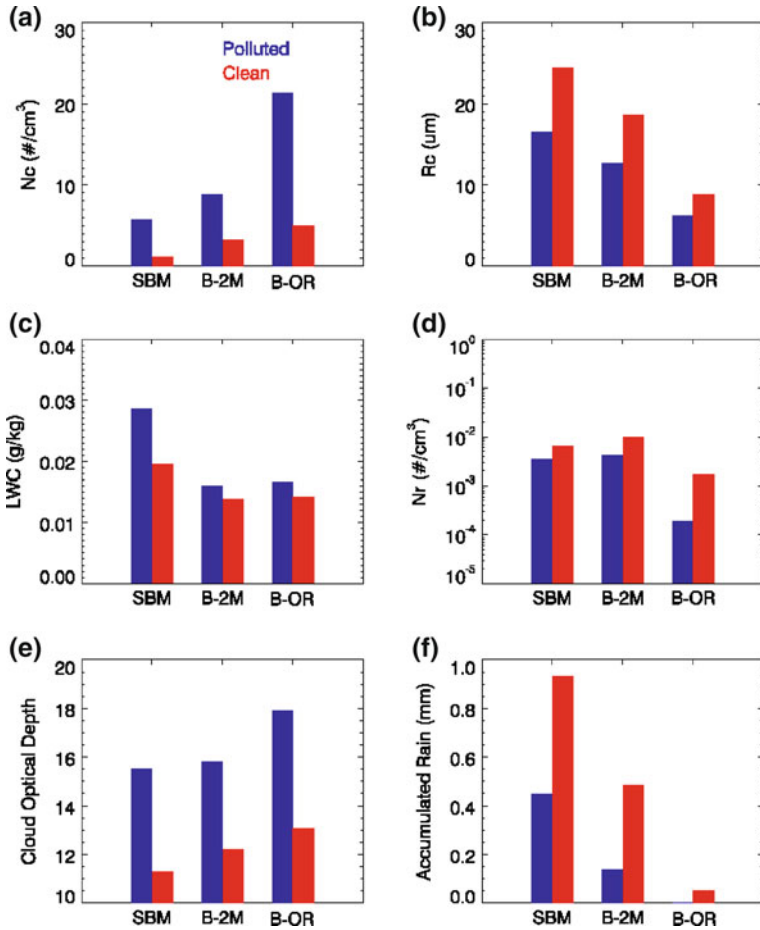 (a)
30
20
10
0
Nc (#/cm³)
Polluted
Clean
SBM B-2M B-OR
(b)
30
20
10
0
Rc (um)
SBM B-2M B-OR
(c)
0.04
0.03
0.02
0.01
0.00
LWC (g/kg)
SBM B-2M B-OR
(d)
10⁰
10⁻¹
10⁻²
10⁻³
10⁻⁴
10⁻⁵
Nr (#/cm³)
SBM B-2M B-OR
(e)
20
18
16
14
12
10
Cloud Optical Depth
SBM B-2M B-OR
(f)
1.0
0.8
0.6
0.4
0.2
0.0
Accumulated Rain (mm)
SBM B-2M B-OR